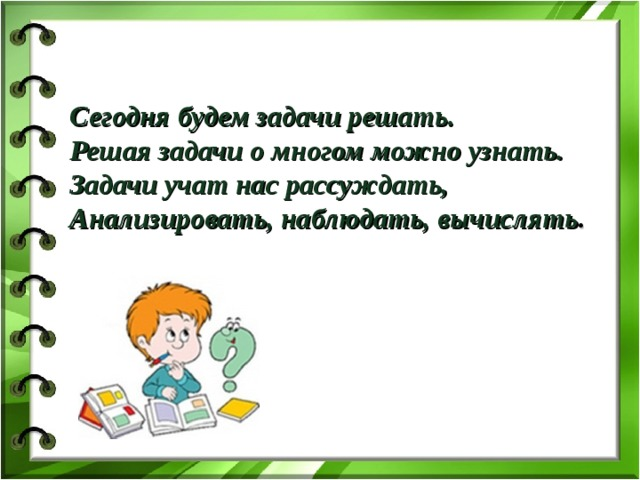 Сегодня будем задачи решать.
Решая задачи о многом можно узнать.
Задачи учат нас рассуждать,
Анализировать, наблюдать, вычислять.